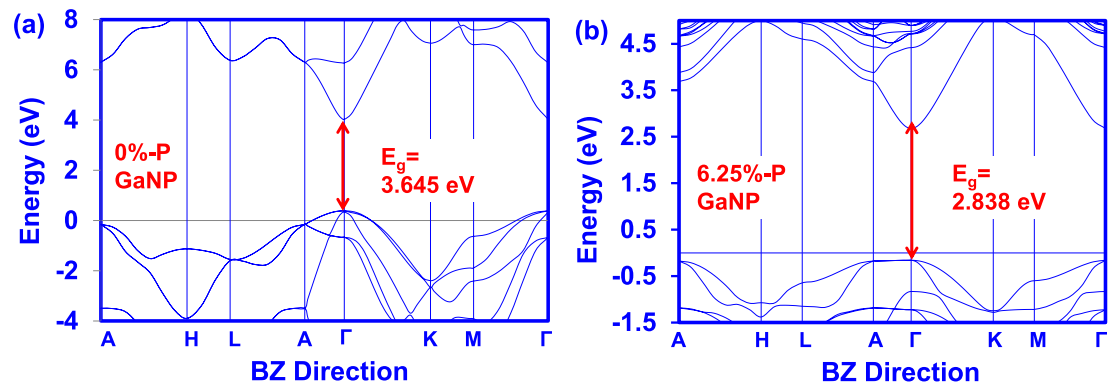 (a)
Energy (eV)
8
6
4
2
0
-2
-4
0%-P
GaNP
Eg=
3.645 eV
A H L A Γ K M Γ
BZ Direction
(b)
Energy (eV)
4.5
3.5
2.5
1.5
0.5
-0.5
-1.5
6.25%-P
GaNP
Eg=
2.838 eV
A H L A Γ K M Γ
BZ Direction